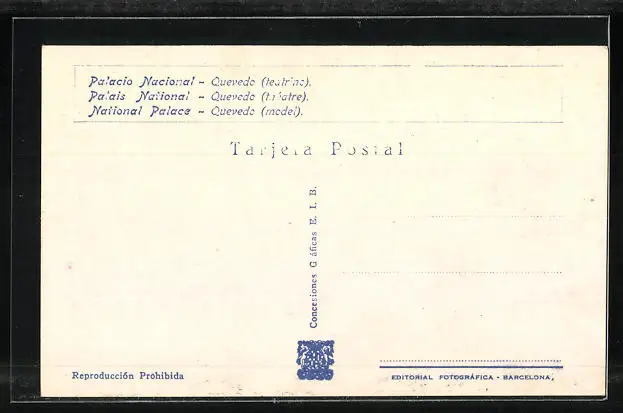 Palacio Nacional - Quevedo (teatrino).
Palais National - Quevedo (théatre).
National Palace - Quevedo (model).
Tarjeta Postal
Concesiones Gráficas E. I. B.
Reproducción Prohibida
EDITORIAL FOTOGRÁFICA - BARCELONA,